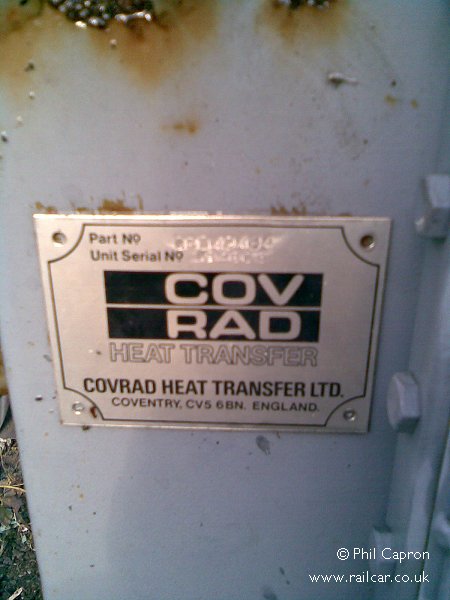 Part Nº
Unit Serial Nº
COV
RAD
HEAT TRANSFER
COVRAD HEAT TRANSFER LTD.
COVENTRY. CV5 6BN. ENGLAND.
© Phil Capron
www.railcar.co.uk